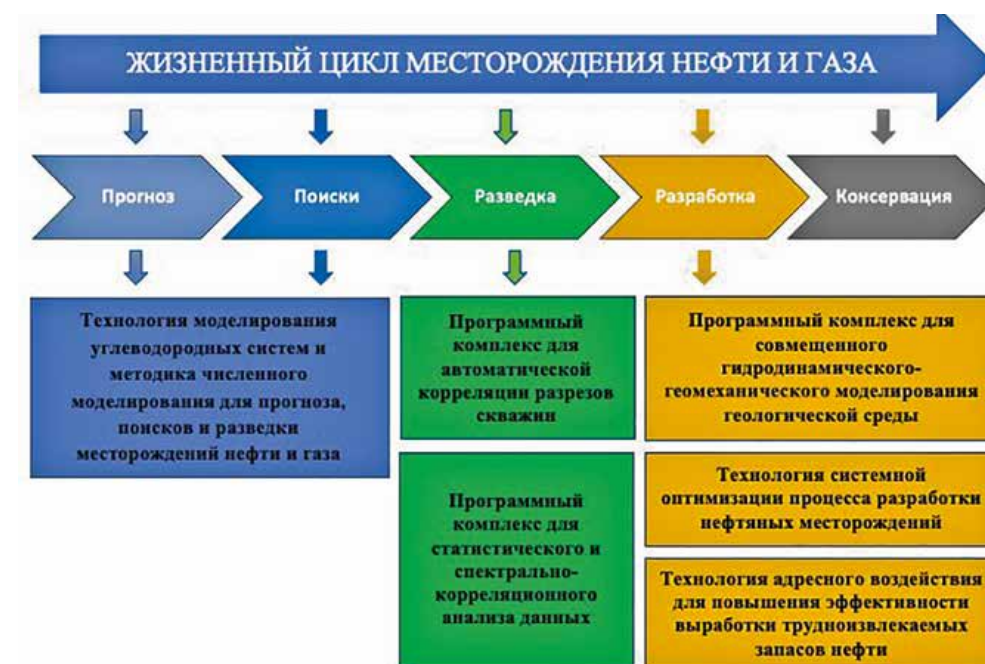 ЖИЗНЕННЫЙ ЦИКЛ МЕСТОРОЖДЕНИЯ НЕФТИ И ГАЗА
Прогноз
Поиски
Разведка
Разработка
Консервация
Технология моделирования
углеводородных систем и
методика численного
моделирования для прогноза,
поисков и разведки
месторождений нефти и газа
Программный
комплекс для
автоматической
корреляции разрезов
скважин
Программный
комплекс для
статистического и
спектрально-
корреляционного
анализа данных
Программный комплекс для
совмещенного
гидродинамического-
геомеханического моделирования
геологической среды
Технология системной
оптимизации процесса разработки
нефтяных месторождений
Технология адресного воздействия
для повышения эффективности
выработки трудноизвлекаемых
запасов нефти